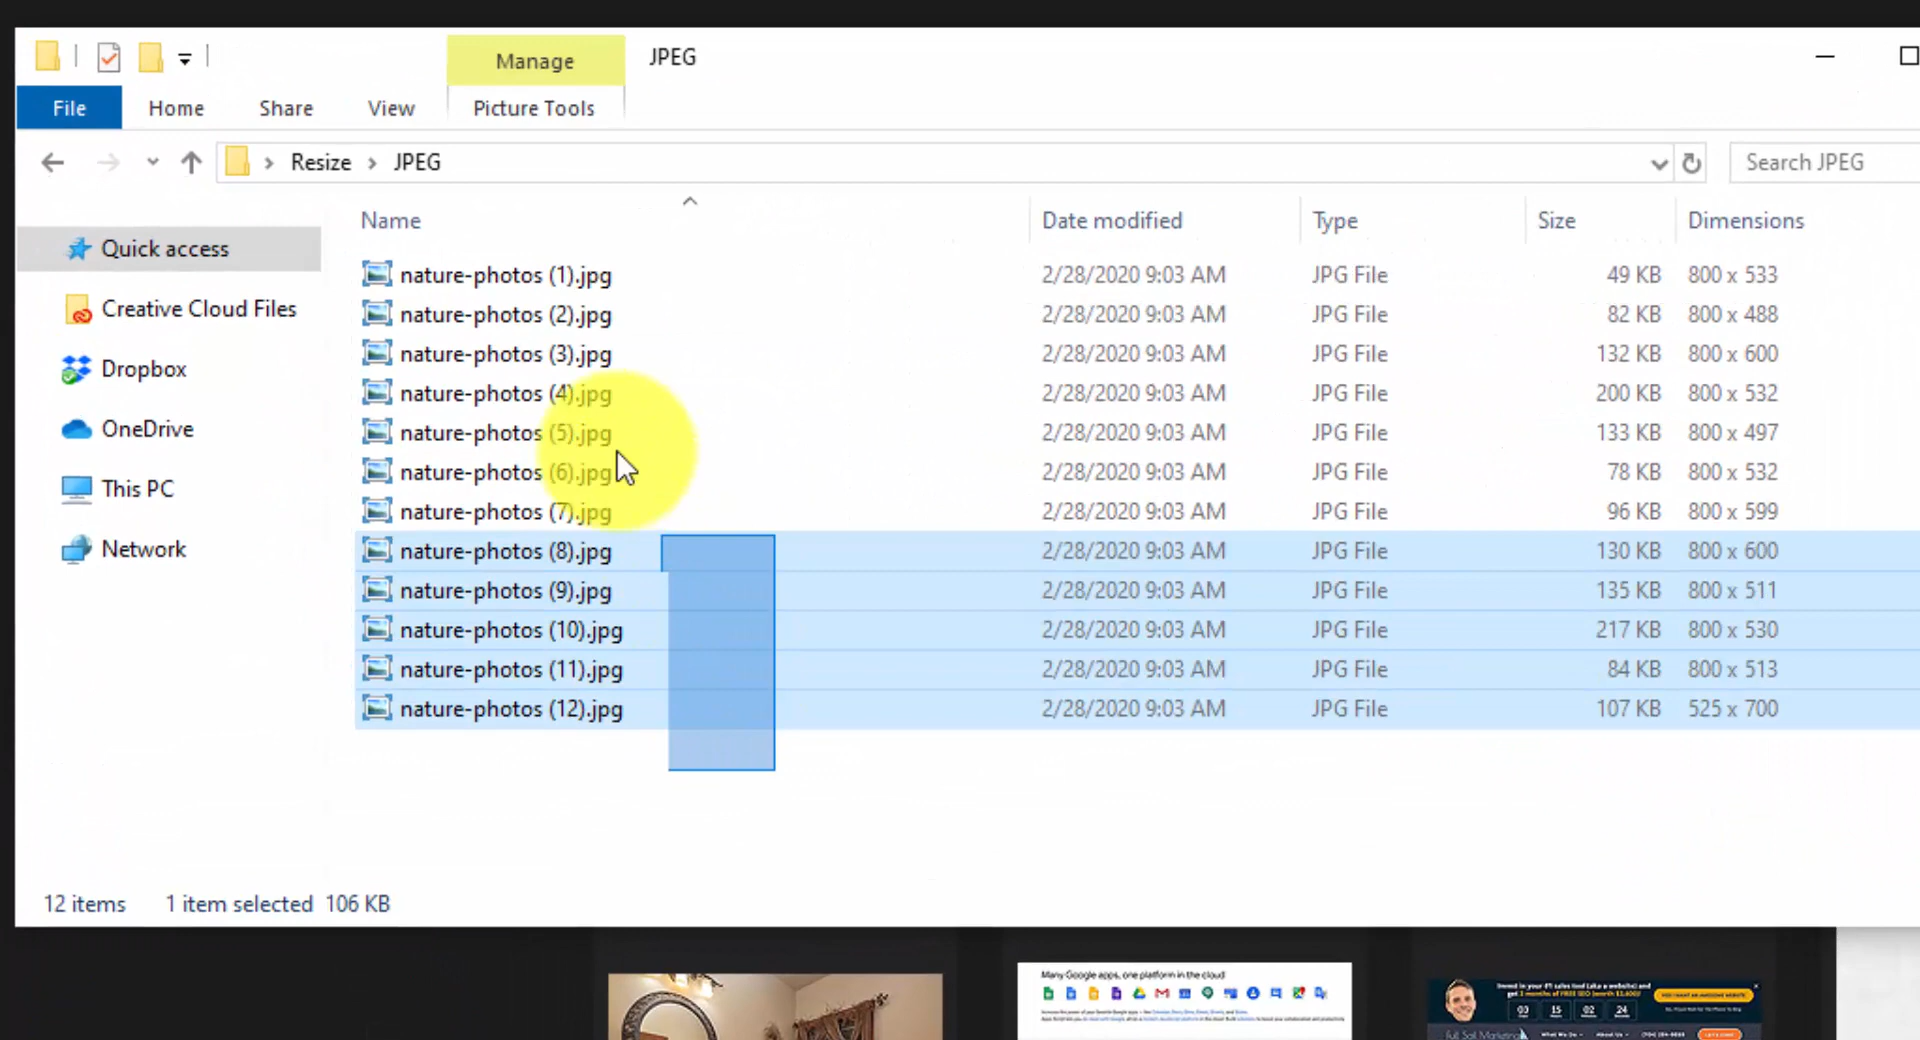 Manage
JPEG
File
Home
Share
View
Picture Tools
Resize
JPEG
Search JPEG
Name
Date modified
Type
Size
Dimensions
Quick access
Creative Cloud Files
Dropbox
OneDrive
This PC
Network
nature-photos (1).jpg 2/28/2020 9:03 AM JPG File 49 KB 800 x 533
nature-photos (2).jpg 2/28/2020 9:03 AM JPG File 82 KB 800 x 488
nature-photos (3).jpg 2/28/2020 9:03 AM JPG File 132 KB 800 x 600
nature-photos (4).jpg 2/28/2020 9:03 AM JPG File 200 KB 800 x 532
nature-photos (5).jpg 2/28/2020 9:03 AM JPG File 133 KB 800 x 497
nature-photos (6).jpg 2/28/2020 9:03 AM JPG File 78 KB 800 x 532
nature-photos (7).jpg 2/28/2020 9:03 AM JPG File 96 KB 800 x 599
nature-photos (8).jpg 2/28/2020 9:03 AM JPG File 130 KB 800 x 600
nature-photos (9).jpg 2/28/2020 9:03 AM JPG File 135 KB 800 x 511
nature-photos (10).jpg 2/28/2020 9:03 AM JPG File 217 KB 800 x 530
nature-photos (11).jpg 2/28/2020 9:03 AM JPG File 84 KB 800 x 513
nature-photos (12).jpg 2/28/2020 9:03 AM JPG File 107 KB 525 x 700
12 items 1 item selected 106 KB
Many Google apps, one platform in the cloud
03 15 02 24
Full Sail Marketing
What We Do
About Us